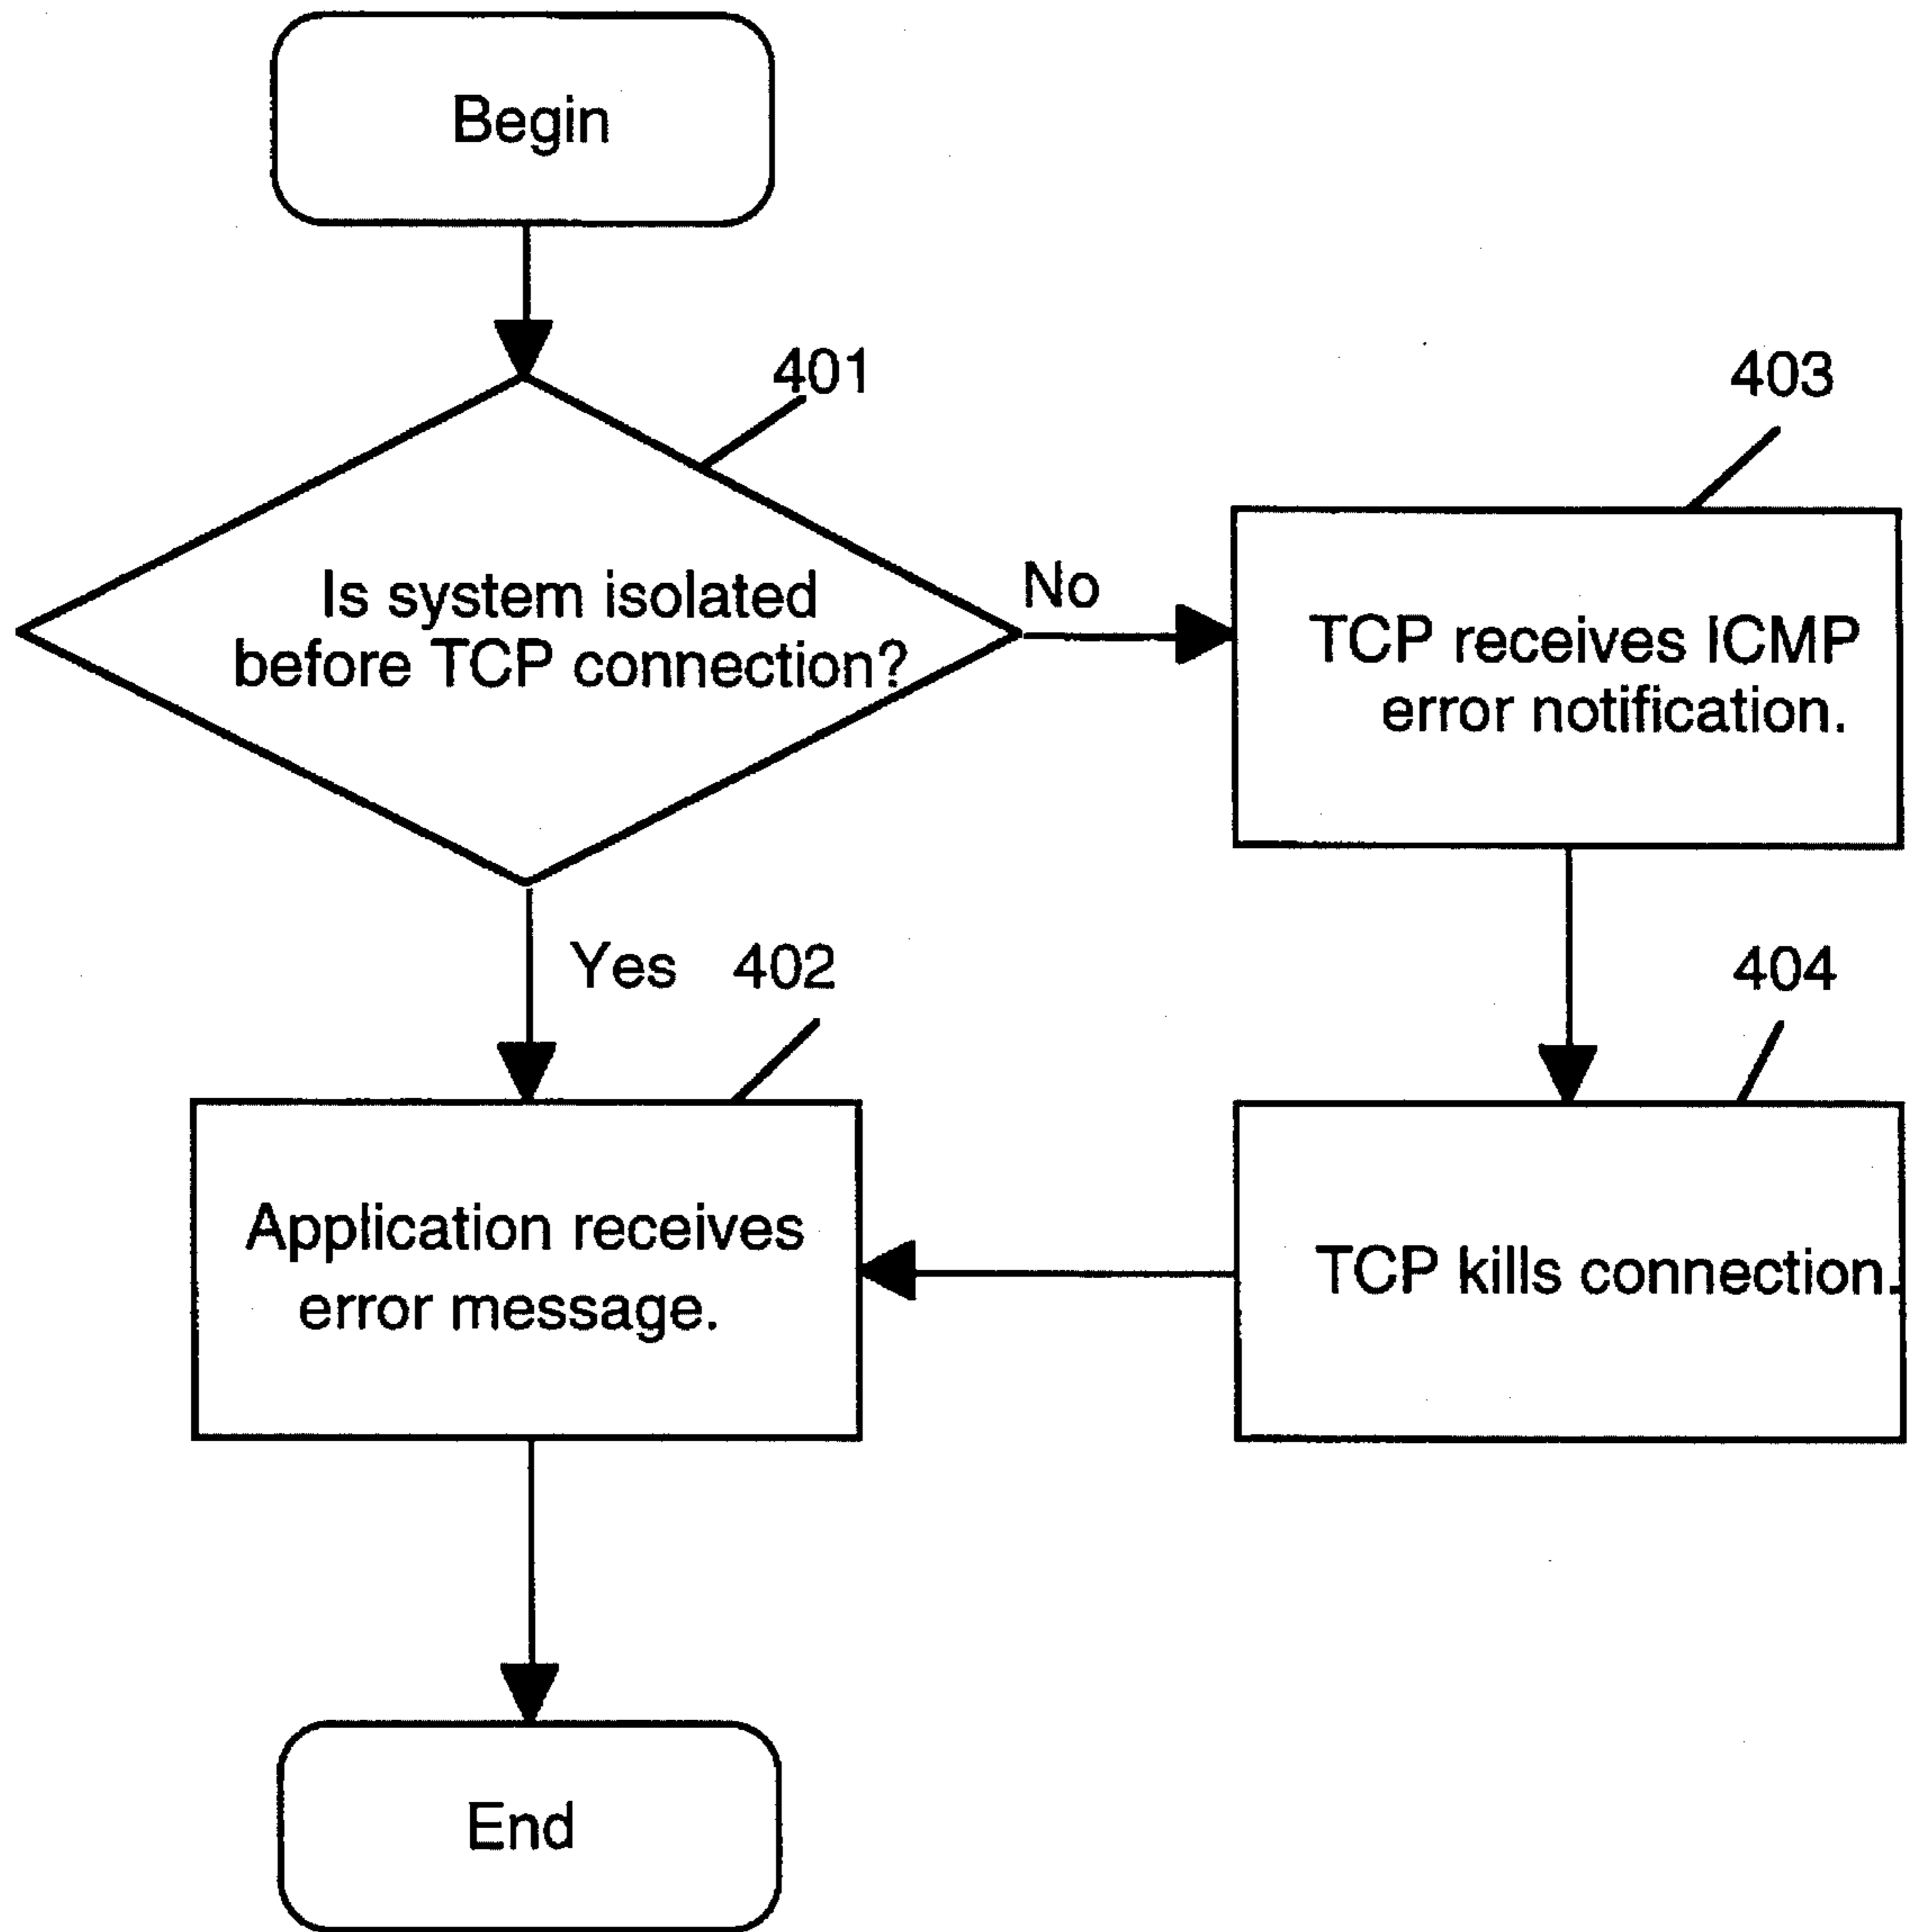 Begin
401
Is system isolated
before TCP connection?
No
403
TCP receives ICMP
error notification.
Yes
402
404
Application receives
error message.
TCP kills connection.
End